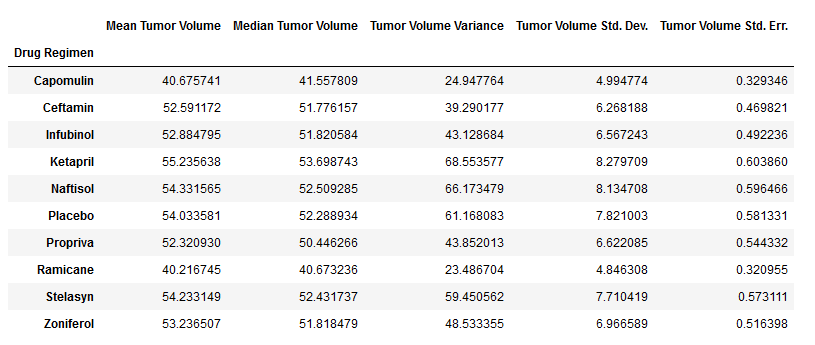 Mean Tumor Volume Median Tumor Volume Tumor Volume Variance Tumor Volume Std. Dev. Tumor Volume Std. Err.
Drug Regimen
Capomulin 40.675741 41.557809 24.947764 4.994774 0.329346
Ceftamin 52.591172 51.776157 39.290177 6.268188 0.469821
Infubinol 52.884795 51.820584 43.128684 6.567243 0.492236
Ketapril 55.235638 53.698743 68.553577 8.279709 0.603860
Naftisol 54.331565 52.509285 66.173479 8.134708 0.596466
Placebo 54.033581 52.288934 61.168083 7.821003 0.581331
Propriva 52.320930 50.446266 43.852013 6.622085 0.544332
Ramicane 40.216745 40.673236 23.486704 4.846308 0.320955
Stelasyn 54.233149 52.431737 59.450562 7.710419 0.573111
Zoniferol 53.236507 51.818479 48.533355 6.966589 0.516398